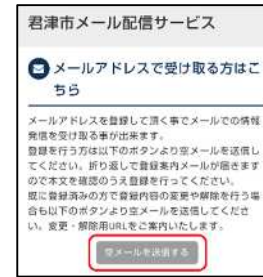 君津市メール配信サービス
メールアドレスで受け取る方はこ
ちら
メールアドレスを登録して頂く事でメールでの情報
発信を受け取る事が出来ます。
登録を行う方は以下のボタンより空メールを送信し
てください。折り返しで登録案内メールが届きます
ので本文を確認のうえ登録を行ってください。
既に登録済みの方で登録内容の変更や解除を行う場
合も以下のボタンより空メールを送信してくださ
い。変更・解除用URLをご案内いたします。
空メールを送信する